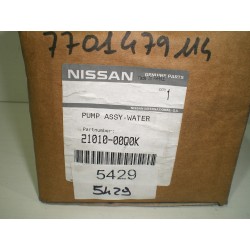 7701479114
NISSAN GENUINE PARTS
1
PUMP ASSY-WATER
Partnumber:
21010-00Q0K
5429
5429